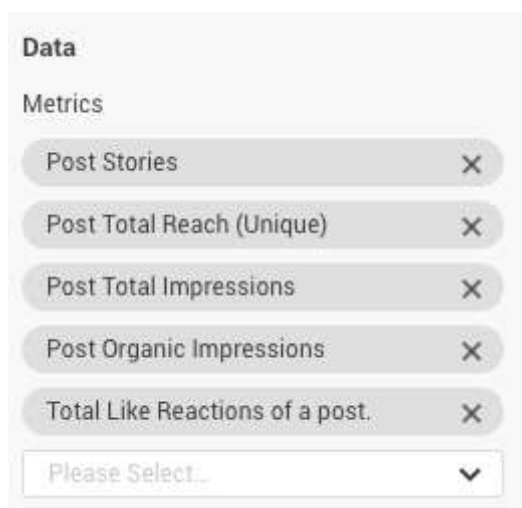 Data
Metrics
Post Stories
Post Total Reach (Unique)
Post Total Impressions
Post Organic Impressions
Total Like Reactions of a post.
Please Select...